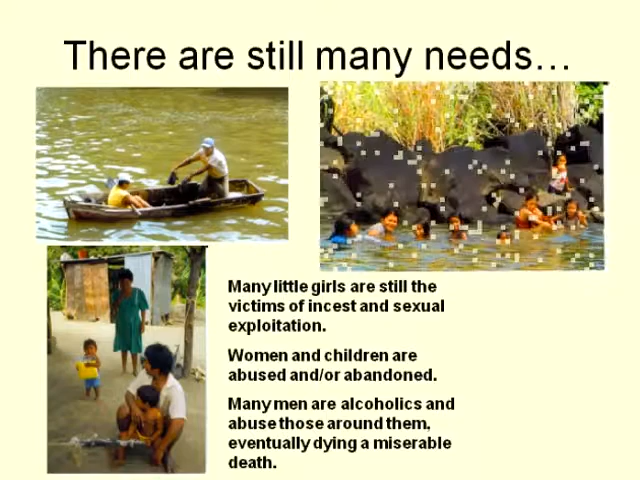 There are still many needs…
Many little girls are still the
victims of incest and sexual
exploitation.
Women and children are
abused and/or abandoned.
Many men are alcoholics and
abuse those around them,
eventually dying a miserable
death.